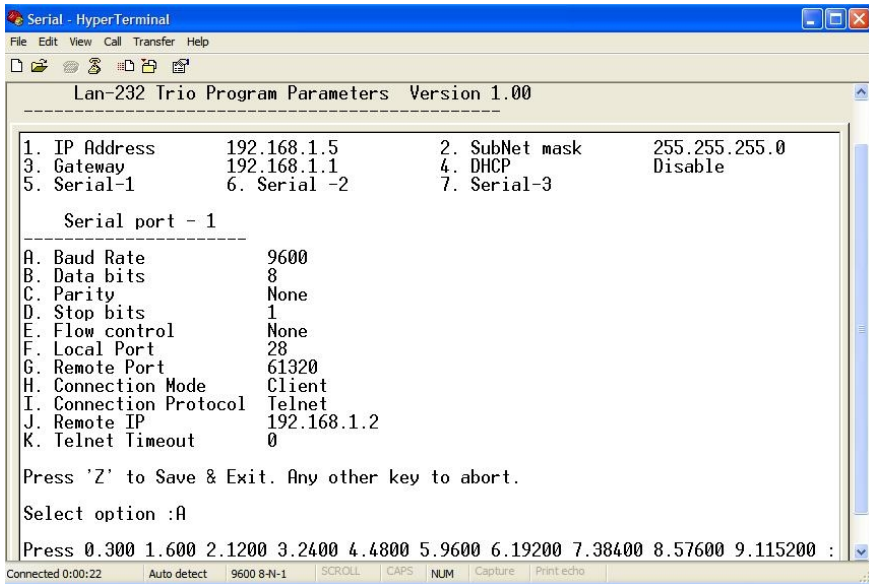 Serial - HyperTerminal
File Edit View Call Transfer Help
Lan-232 Trio Program Parameters Version 1.00
------------------------------------------------
1. IP Address 192.168.1.5 2. SubNet mask 255.255.255.0
3. Gateway 192.168.1.1 4. DHCP Disable
5. Serial-1 6. Serial -2 7. Serial-3
Serial port - 1
----------------------
A. Baud Rate 9600
B. Data bits 8
C. Parity None
D. Stop bits 1
E. Flow control None
F. Local Port 28
G. Remote Port 61320
H. Connection Mode Client
I. Connection Protocol Telnet
J. Remote IP 192.168.1.2
K. Telnet Timeout 0
Press 'Z' to Save & Exit. Any other key to abort.
Select option :A
Press 0.300 1.600 2.1200 3.2400 4.4800 5.9600 6.19200 7.38400 8.57600 9.115200 :
Connected 0:00:22 Auto detect 9600 8-N-1 SCROLL CAPS NUM Capture Print echo